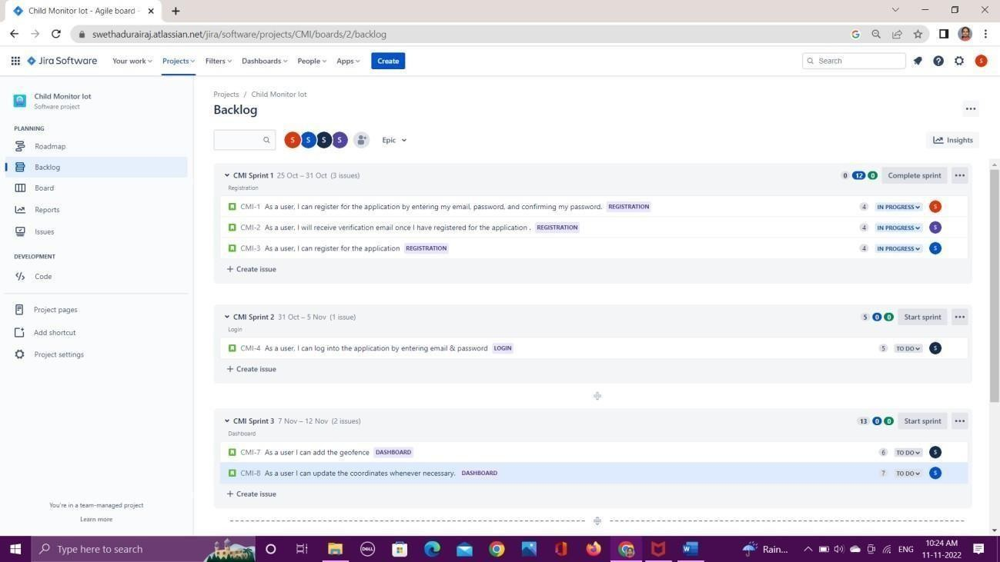 Child Monitor Iot - Agile board -
swethadurairaj.atlassian.net/jira/software/projects/CMI/boards/2/backlog
Jira Software Your work Projects Filters Dashboards People Apps Create Search S
Child Monitor Iot
Software project
PLANNING
Roadmap
Backlog
Board
Reports
Issues
DEVELOPMENT
Code
Project pages
Add shortcut
Project settings
You're in a team-managed project
Learn more
Projects / Child Monitor Iot
Backlog
S S S S Epic Insights
CMI Sprint 1 25 Oct – 31 Oct (3 issues) 0 12 0 Complete sprint
Registration
CMI-1 As a user, I can register for the application by entering my email, password, and confirming my password. REGISTRATION 4 IN PROGRESS S
CMI-2 As a user, I will receive verification email once I have registered for the application . REGISTRATION 4 IN PROGRESS S
CMI-3 As a user, I can register for the application REGISTRATION 4 IN PROGRESS S
+ Create issue
CMI Sprint 2 31 Oct – 5 Nov (1 issue) 5 0 0 Start sprint
Login
CMI-4 As a user, I can log into the application by entering email & password LOGIN 5 TO DO S
+ Create issue
CMI Sprint 3 7 Nov – 12 Nov (2 issues) 13 0 0 Start sprint
Dashboard
CMI-7 As a user I can add the geofence DASHBOARD 6 TO DO S
CMI-8 As a user I can update the coordinates whenever necessary. DASHBOARD 7 TO DO S
+ Create issue
Type here to search DELL W Rain... ENG 10:24 AM
11-11-2022